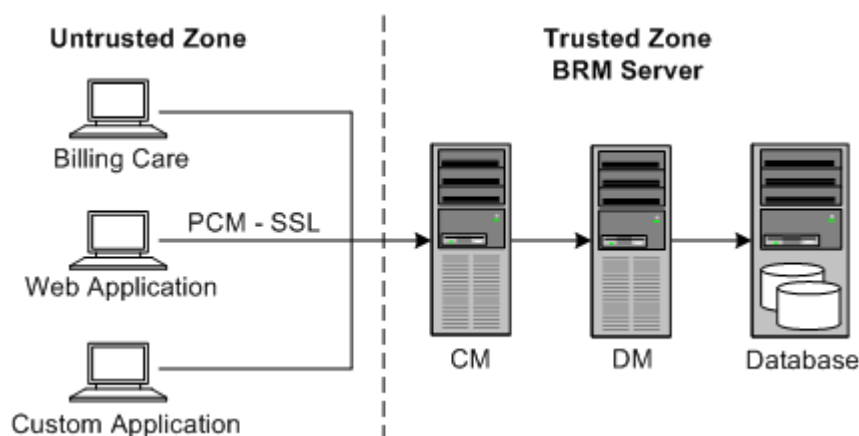 Untrusted Zone
Trusted Zone
BRM Server
Billing Care
PCM - SSL
Web Application
Custom Application
CM
DM
Database